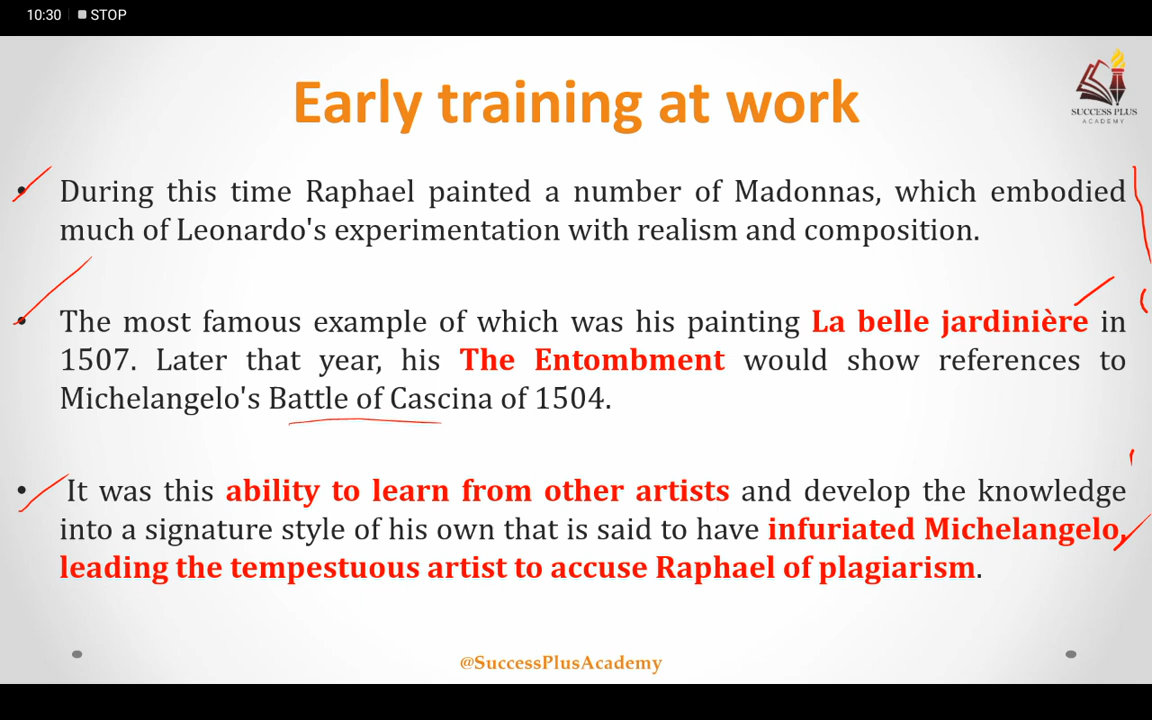 10:30 STOP
SUCCESS PLUS
ACADEMY
Early training at work
• During this time Raphael painted a number of Madonnas, which embodied
much of Leonardo's experimentation with realism and composition.
• The most famous example of which was his painting La belle jardinière in
1507. Later that year, his The Entombment would show references to
Michelangelo's Battle of Cascina of 1504.
• It was this ability to learn from other artists and develop the knowledge
into a signature style of his own that is said to have infuriated Michelangelo,
leading the tempestuous artist to accuse Raphael of plagiarism.
@SuccessPlusAcademy